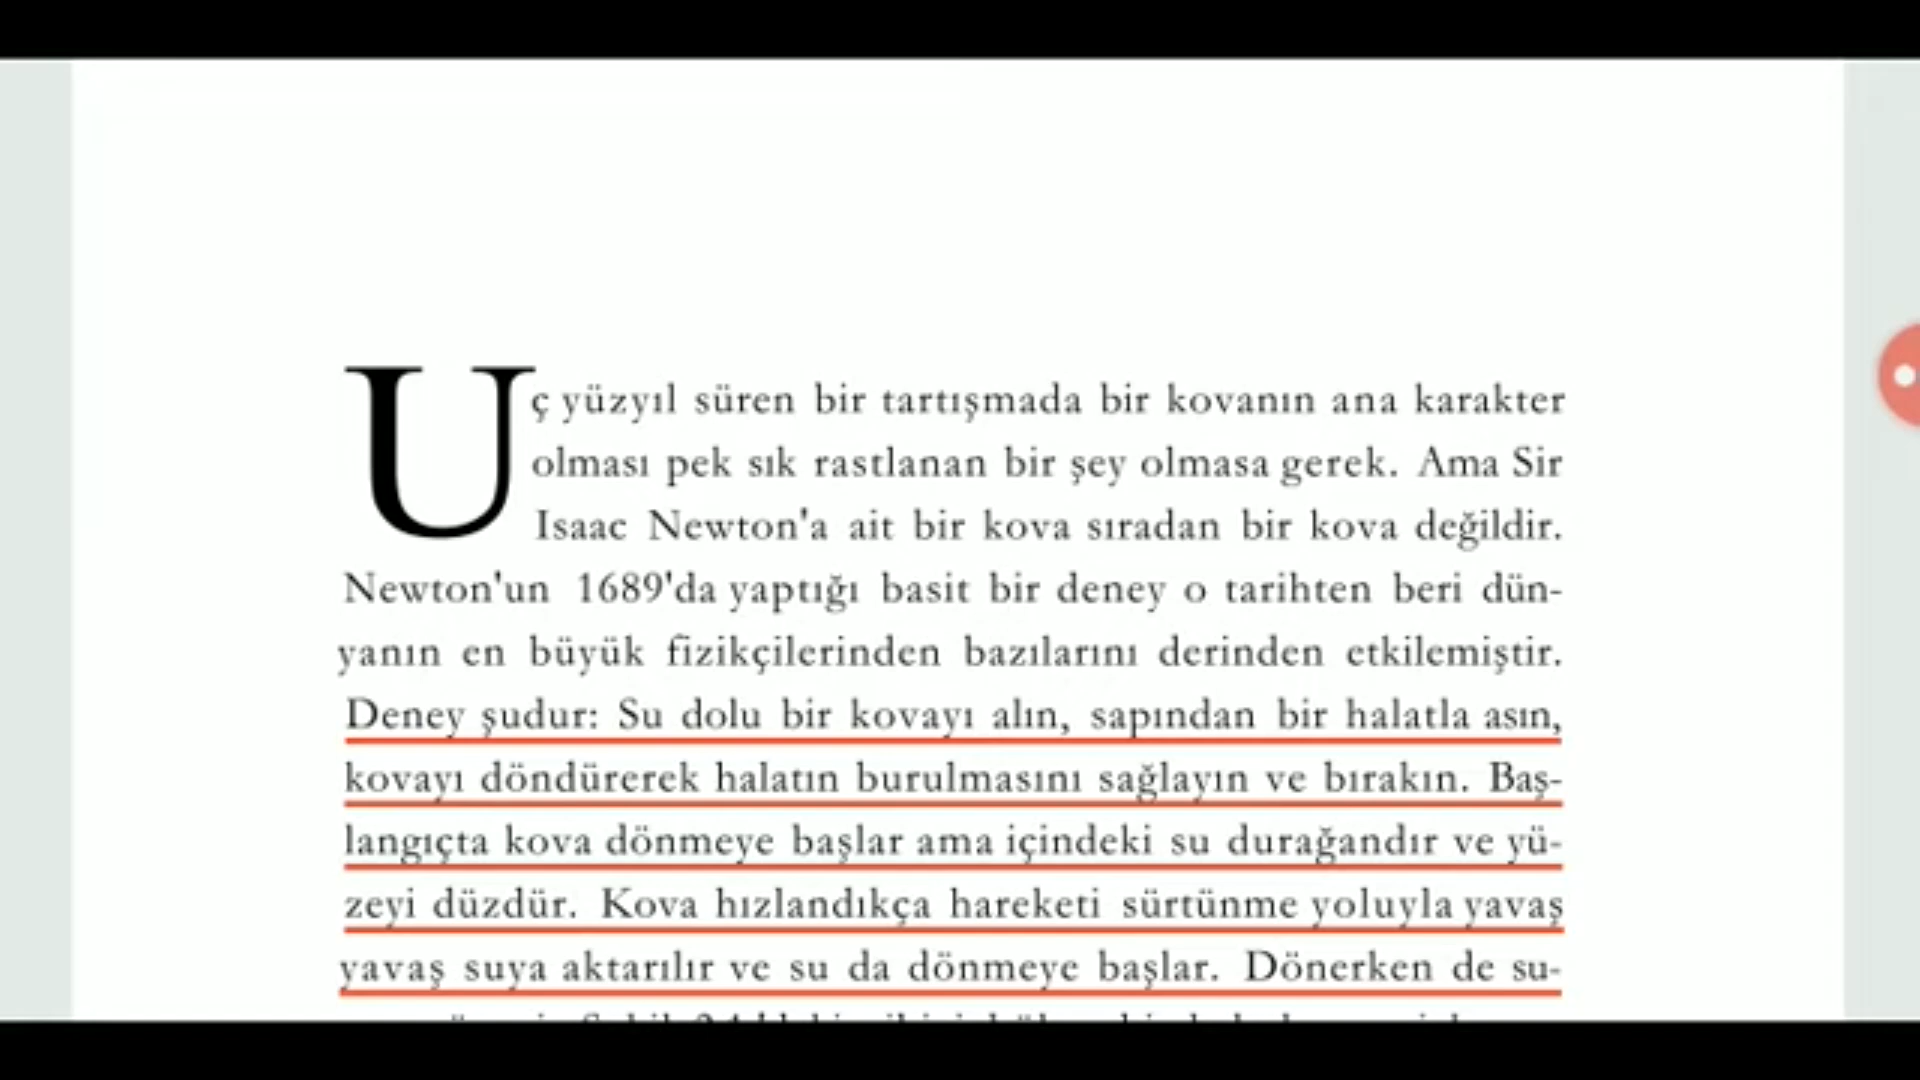 Uç yüzyıl süren bir tartışmada bir kovanın ana karakter
olması pek sık rastlanan bir şey olmasa gerek. Ama Sir
Isaac Newton'a ait bir kova sıradan bir kova değildir.
Newton'un 1689'da yaptığı basit bir deney o tarihten beri dün-
yanın en büyük fizikçilerinden bazılarını derinden etkilemiştir.
Deney şudur: Su dolu bir kovayı alın, sapından bir halatla asın,
kovayı döndürerek halatın burulmasını sağlayın ve bırakın. Baş-
langıçta kova dönmeye başlar ama içindeki su durağandır ve yü-
zeyi düzdür. Kova hızlandıkça hareketi sürtünme yoluyla yavaş
yavaş suya aktarılır ve su da dönmeye başlar. Dönerken de su-